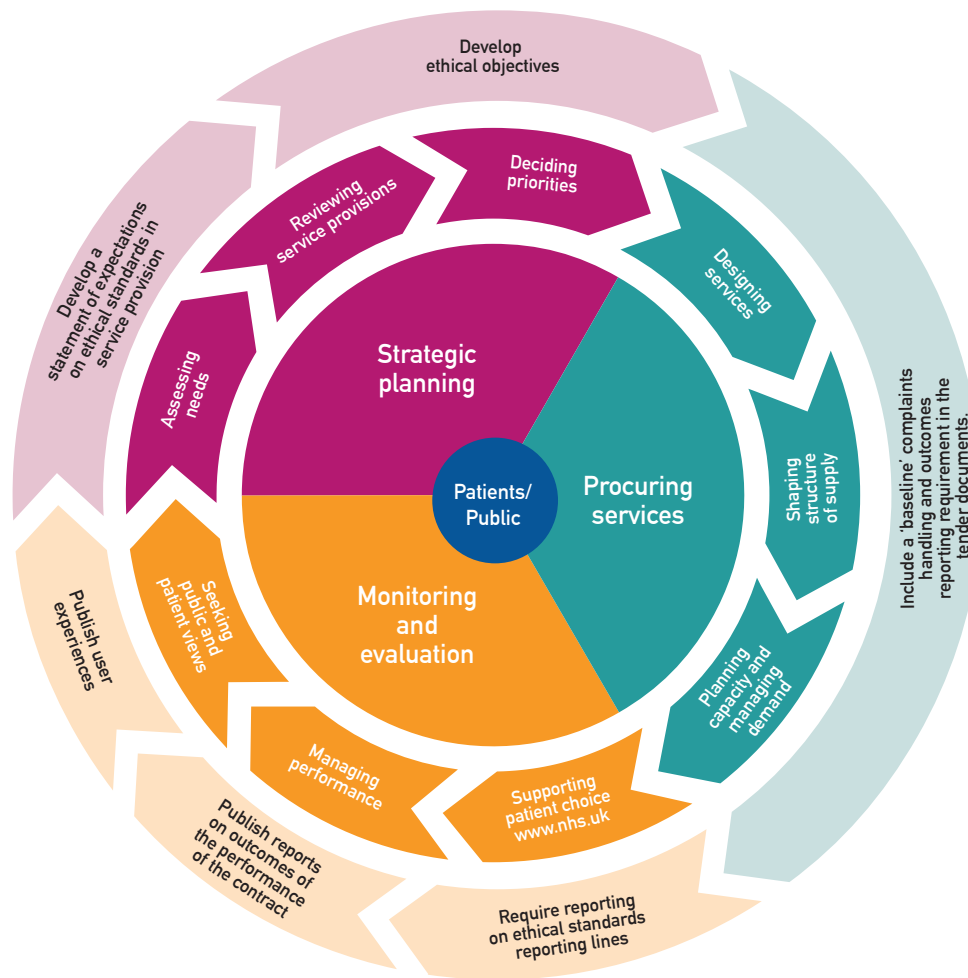 Develop
ethical objectives
Include a 'baseline' complaints
handling and outcomes
reporting requirement in the
tender documents.
Require reporting
on ethical standards
reporting lines
Publish reports
on outcomes of
the performance
of the contract
Publish user
experiences
Develop a
statement of expectations
on ethical standards in
service provision
Deciding
priorities
Designing
services
Shaping
structure
of supply
Planning
capacity and
managing
demand
Supporting
patient choice
www.nhs.uk
Managing
performance
Seeking
public and
patient views
Assessing
needs
Reviewing
service provisions
Strategic
planning
Procuring
services
Monitoring
and
evaluation
Patients/
Public